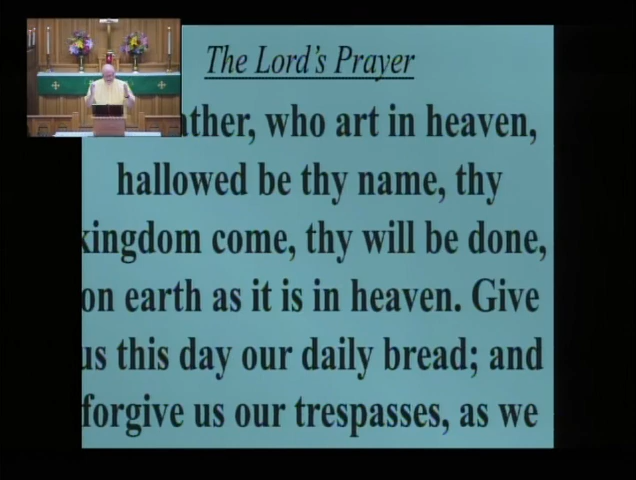 The Lord's Prayer
ather, who art in heaven,
hallowed be thy name, thy
kingdom come, thy will be done,
on earth as it is in heaven. Give
us this day our daily bread; and
forgive us our trespasses, as we